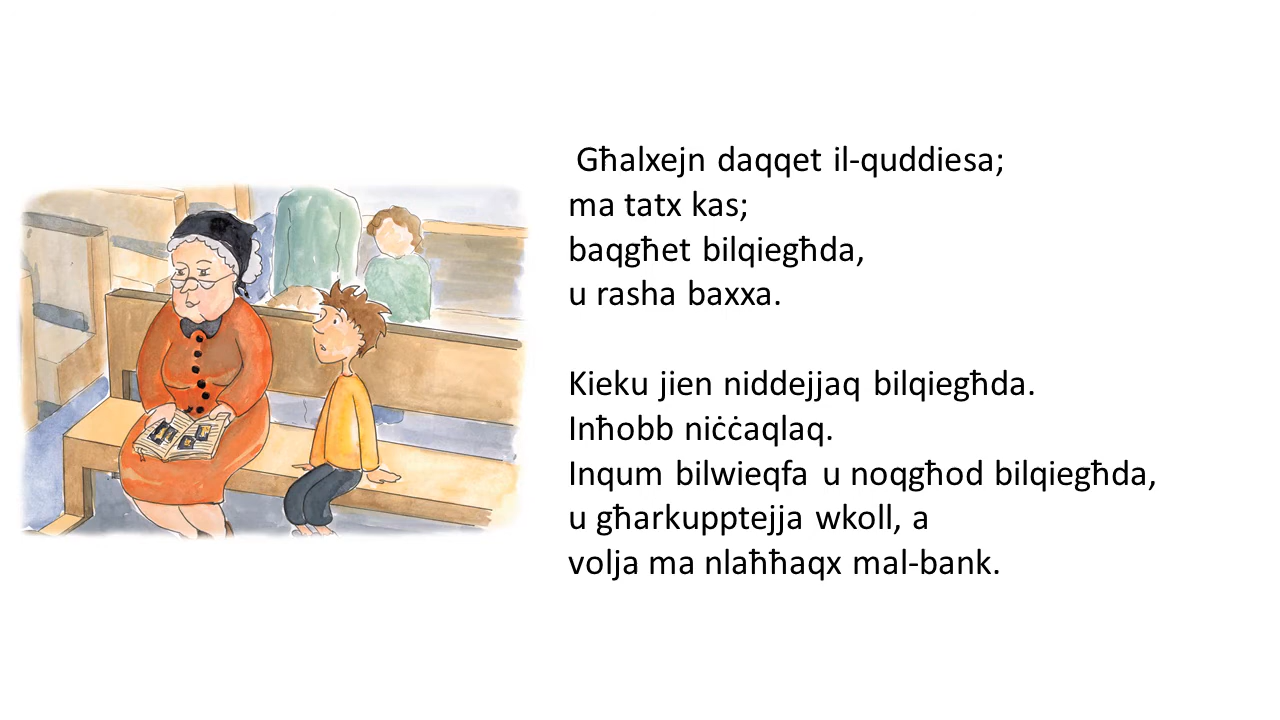 Għalxejn daqqet il-quddiesa;
ma tatx kas;
baqgħet bilqiegħda,
u rasha baxxa.
Kieku jien niddejjaq bilqiegħda.
Inħobb niċċaqlaq.
Inqum bilwieqfa u noqgħod bilqiegħda,
u għarkupptejja wkoll, a
volja ma nlaħħaqx mal-bank.